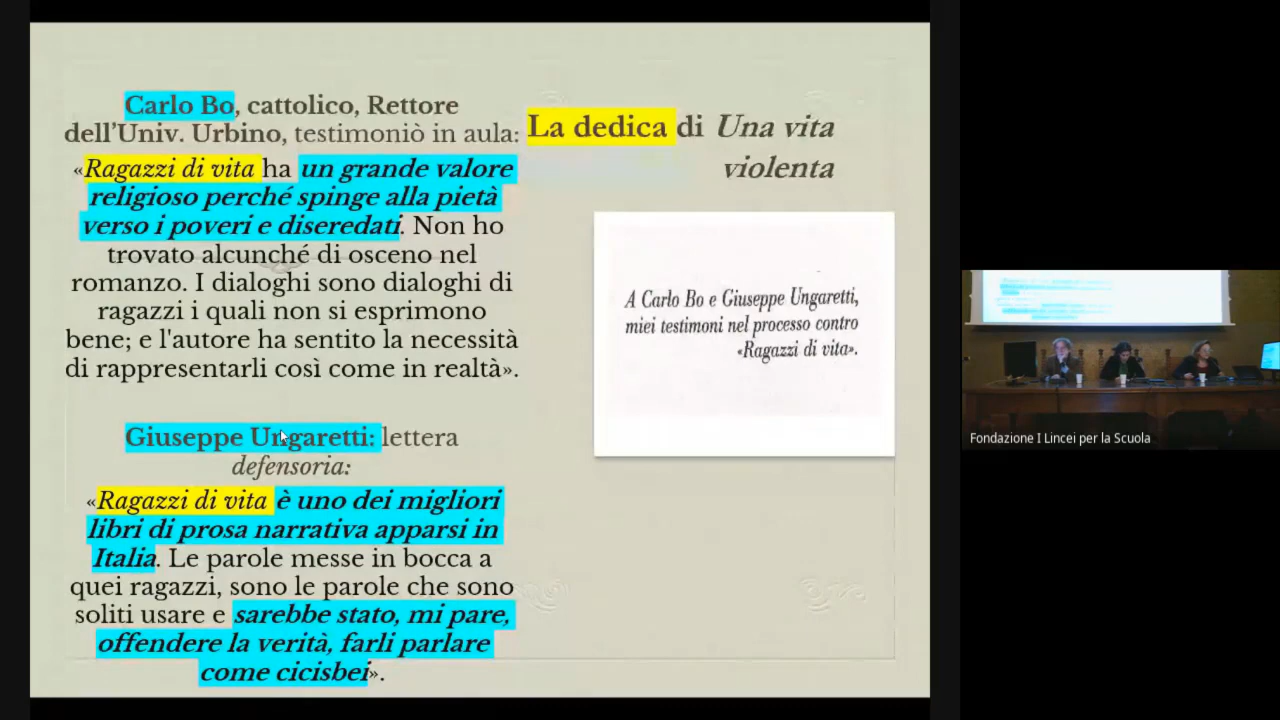 Carlo Bo, cattolico, Rettore
dell'Univ. Urbino, testimoniò in aula:
«Ragazzi di vita ha un grande valore
religioso perché spinge alla pietà
verso i poveri e diseredati. Non ho
trovato alcunché di osceno nel
romanzo. I dialoghi sono dialoghi di
ragazzi i quali non si esprimono
bene; e l'autore ha sentito la necessità
di rappresentarli così come in realtà».
Giuseppe Ungaretti: lettera
defensoria:
«Ragazzi di vita è uno dei migliori
libri di prosa narrativa apparsi in
Italia. Le parole messe in bocca a
quei ragazzi, sono le parole che sono
soliti usare e sarebbe stato, mi pare,
offendere la verità, farli parlare
come cicisbei».
La dedica di Una vita
violenta
A Carlo Bo e Giuseppe Ungaretti,
miei testimoni nel processo contro
«Ragazzi di vita».
Fondazione I Lincei per la Scuola